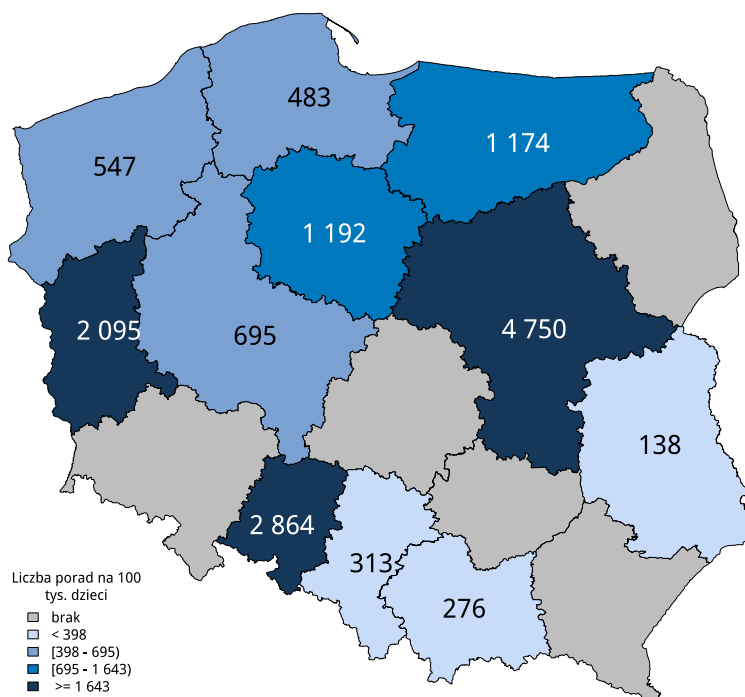 483
1 174
547
1 192
2 095
695
4 750
138
2 864
313
276
Liczba porad na 100
tys. dzieci
brak
< 398
[398 - 695)
[695 - 1 643)
>= 1 643